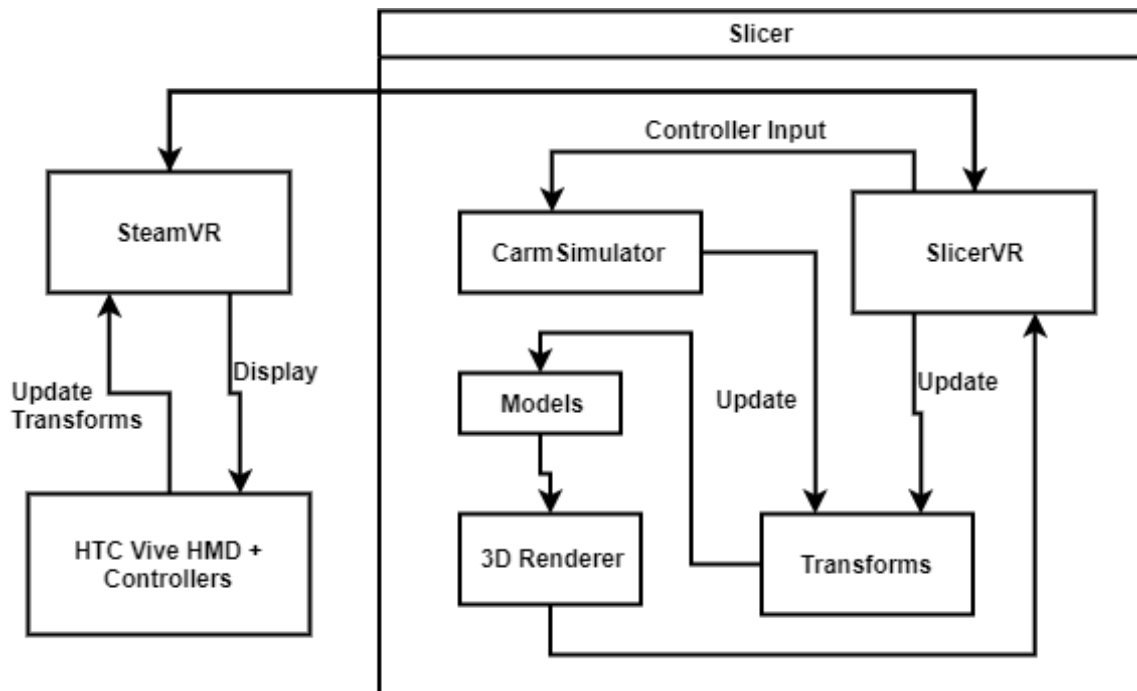 Slicer
Controller Input
SteamVR
CarmSimulator
SlicerVR
Update
Transforms
Display
Models
Update
Update
HTC Vive HMD +
Controllers
3D Renderer
Transforms